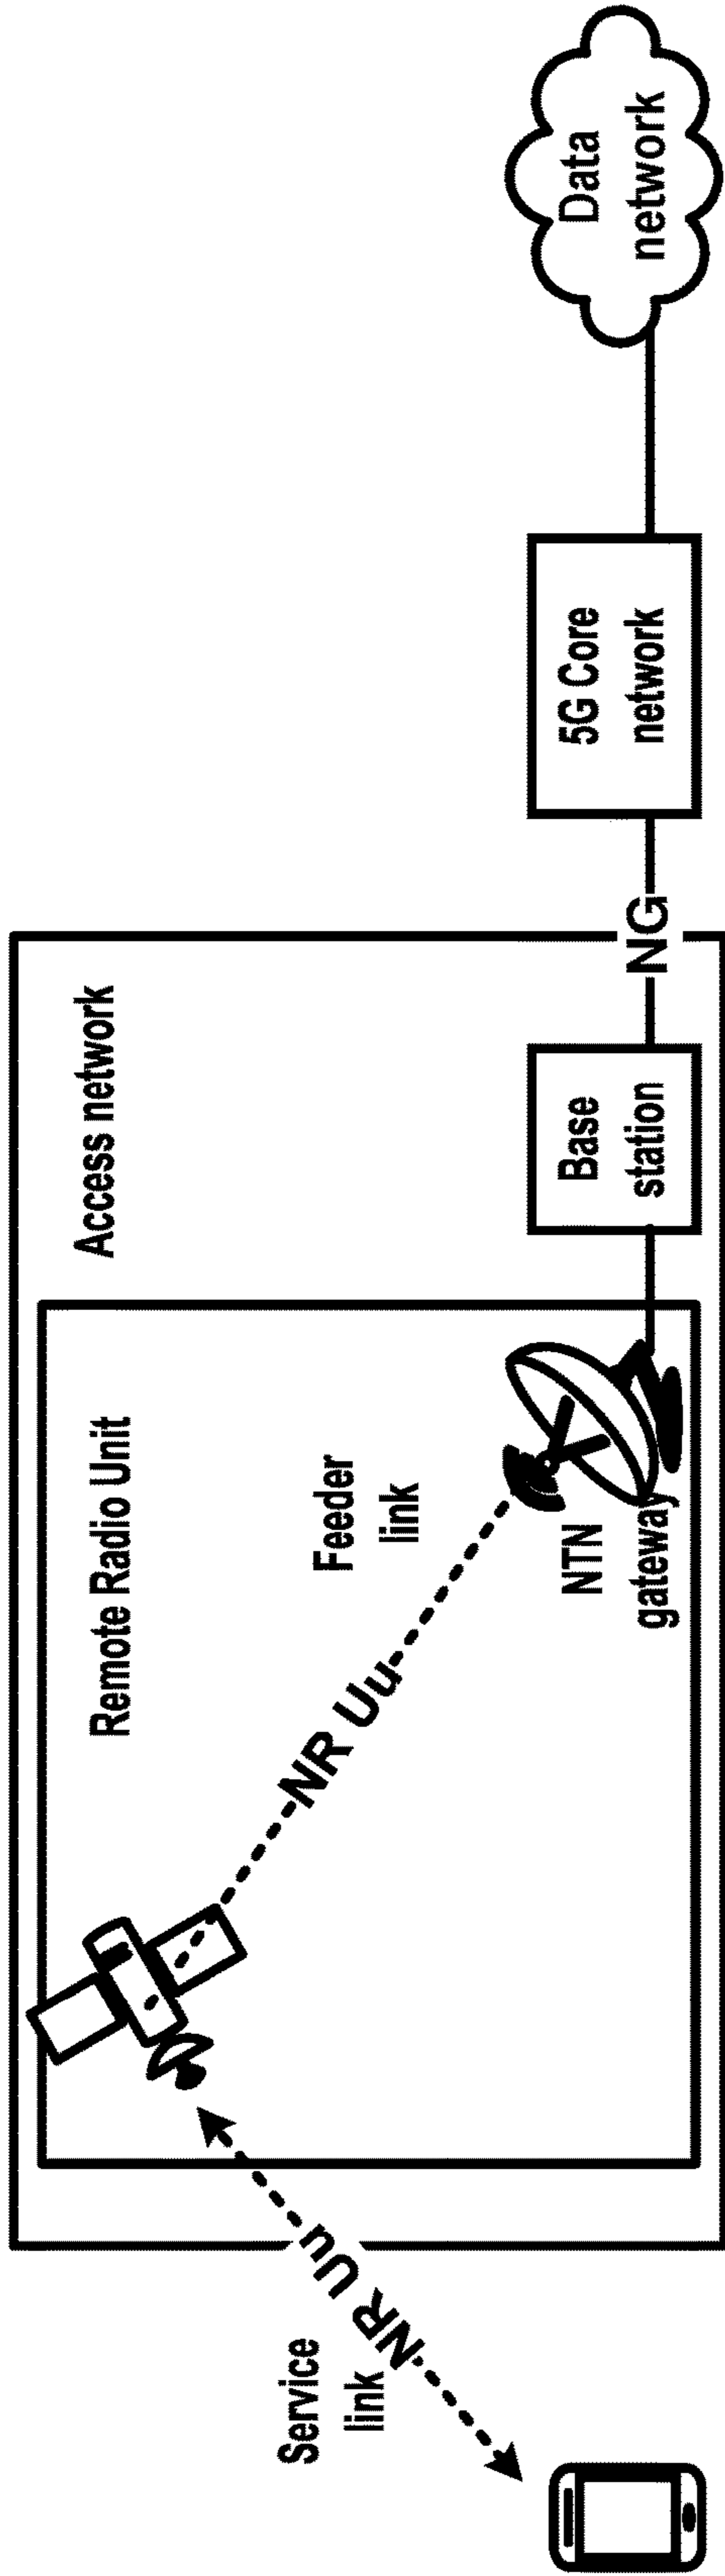 Access network
Remote Radio Unit
Service
link
NR Uu
NR Uu
Feeder
link
NTN
gateway
Base
station
NG
5G Core
network
Data
network